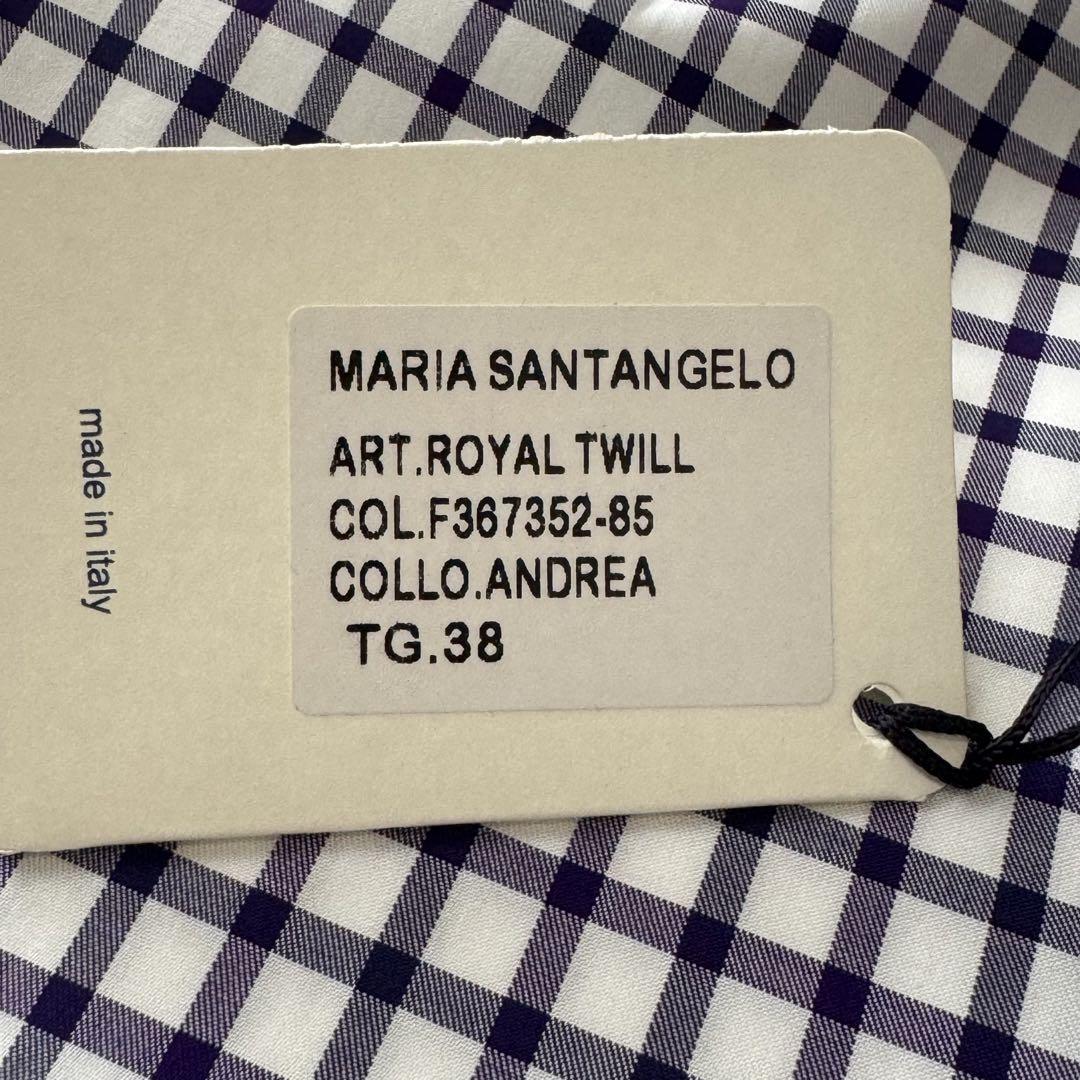 made in italy
MARIA SANTANGELO
ART.ROYAL TWILL
COL.F367352-85
COLLO.ANDREA
TG.38